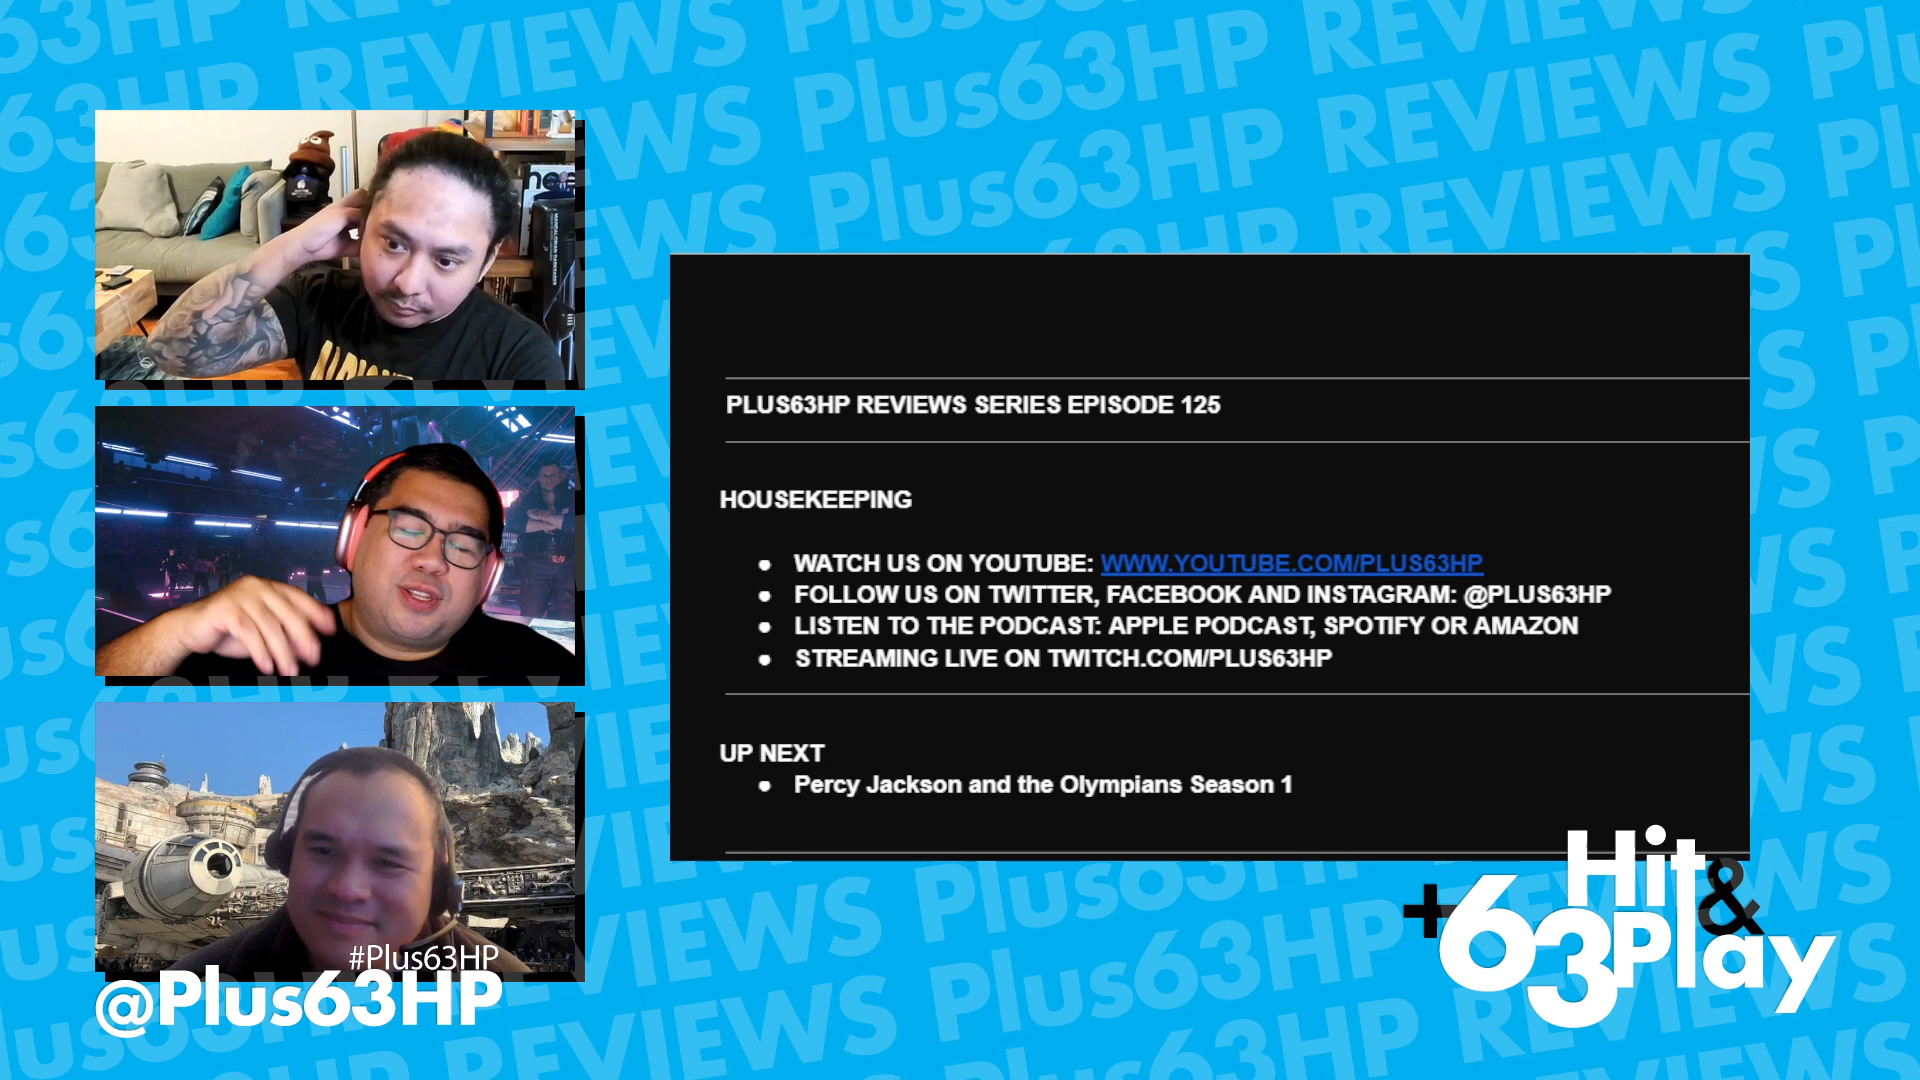 PLUS63HP REVIEWS SERIES EPISODE 125
HOUSEKEEPING
● WATCH US ON YOUTUBE: WWW.YOUTUBE.COM/PLUS63HP
● FOLLOW US ON TWITTER, FACEBOOK AND INSTAGRAM: @PLUS63HP
● LISTEN TO THE PODCAST: APPLE PODCAST, SPOTIFY OR AMAZON
● STREAMING LIVE ON TWITCH.COM/PLUS63HP
UP NEXT
● Percy Jackson and the Olympians Season 1
#Plus63HP
@Plus63HP
+63 Hit &
Play
Plus63HP REVIEWS